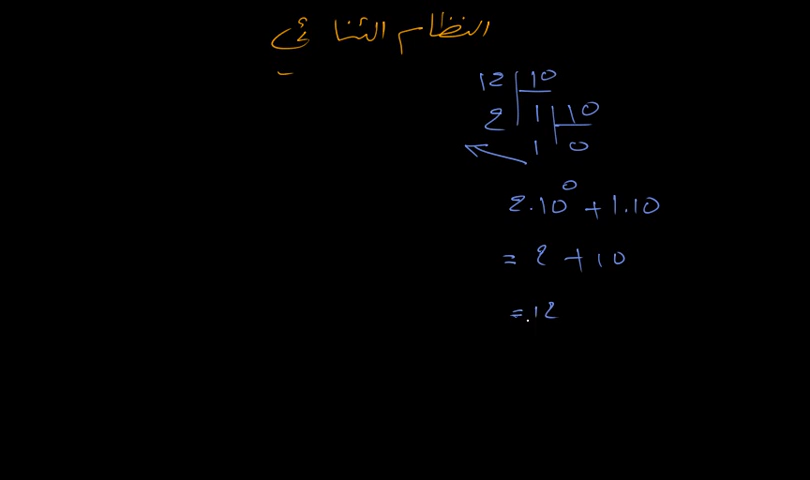 النظام الثنائي
12 | 10
2 | 1 | 10
1 | 0
2.10⁰ + 1.10
= 2 + 10
= 12